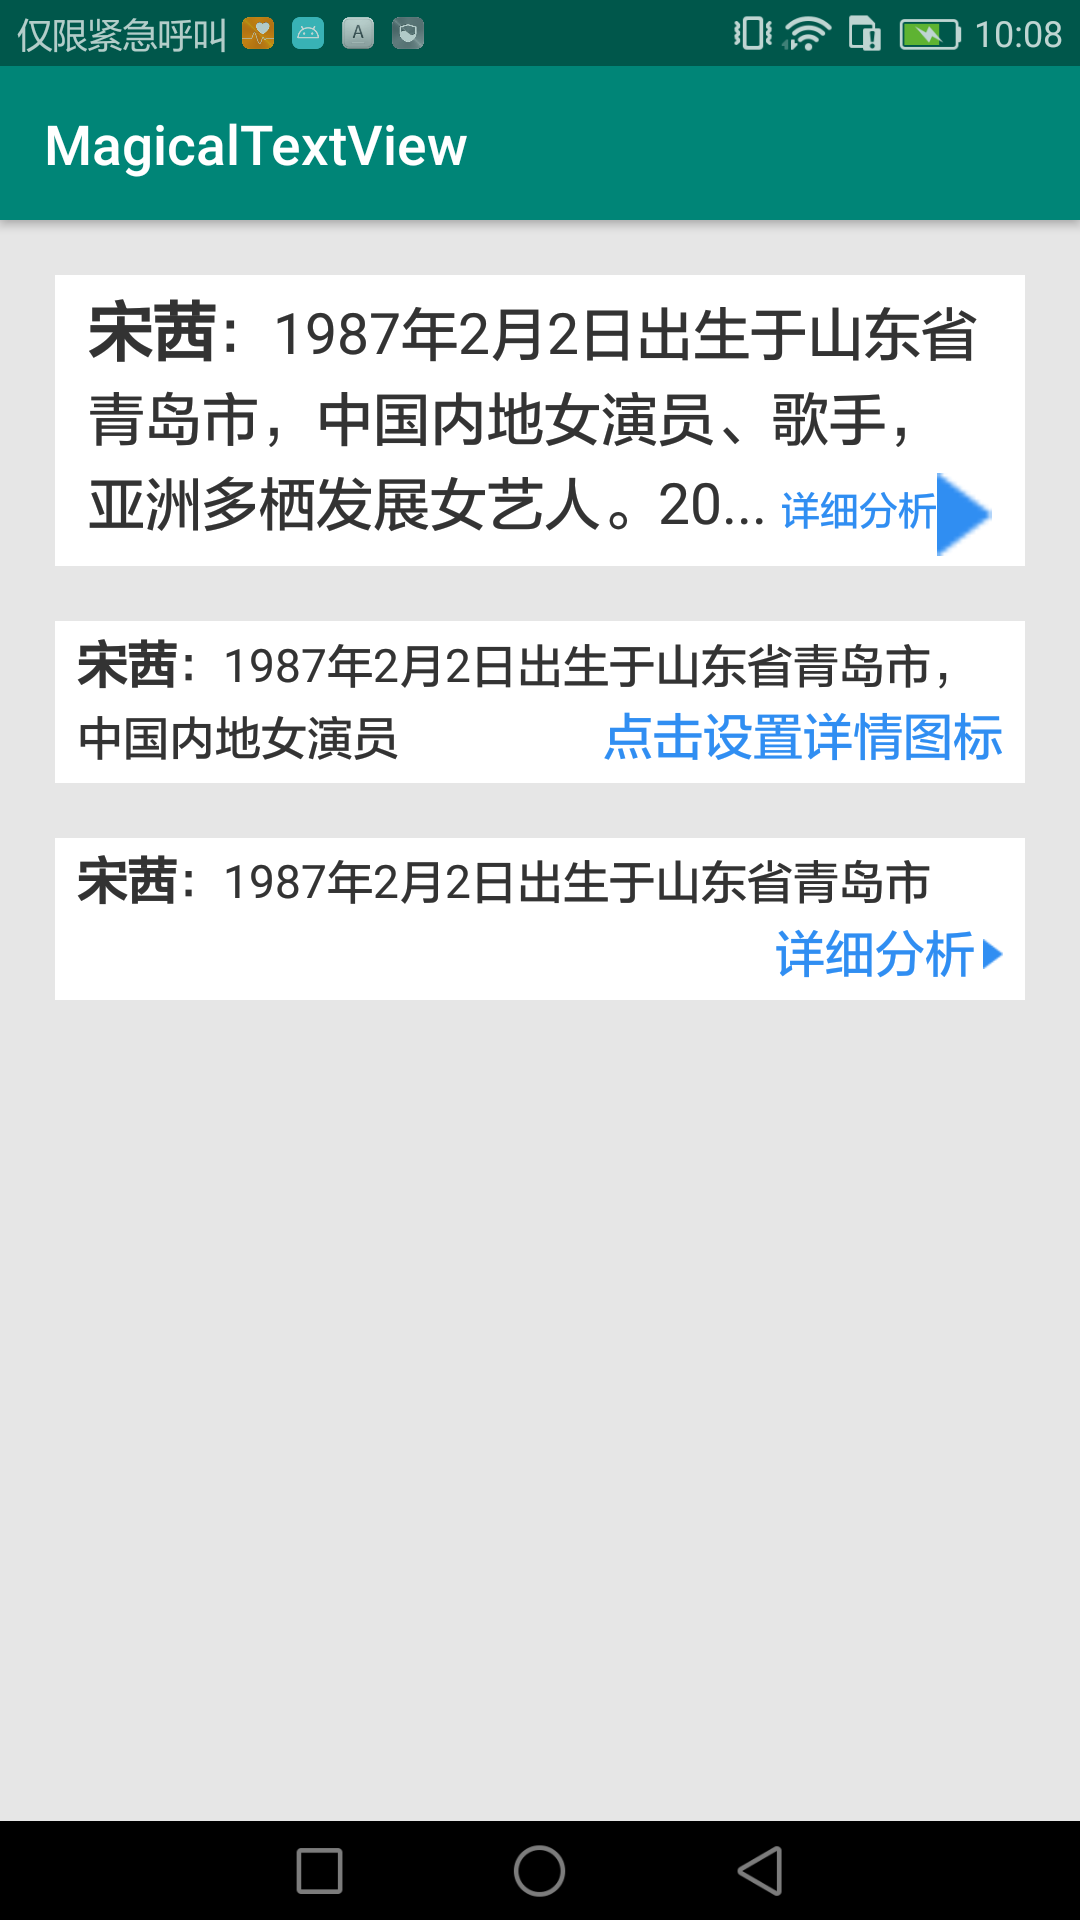 仅限紧急呼叫 A 10:08
MagicalTextView
宋茜：1987年2月2日出生于山东省
青岛市，中国内地女演员、歌手，
亚洲多栖发展女艺人。20... 详细分析
宋茜：1987年2月2日出生于山东省青岛市，
中国内地女演员 点击设置详情图标
宋茜：1987年2月2日出生于山东省青岛市
详细分析